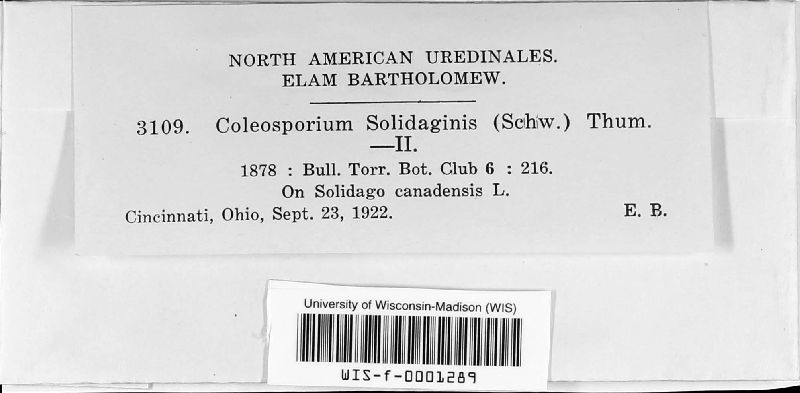 NORTH AMERICAN UREDINALES.
ELAM BARTHOLOMEW.
3109. Coleosporium Solidaginis (Schw.) Thum.
—II.
1878 : Bull. Torr. Bot. Club 6 : 216.
On Solidago canadensis L.
Cincinnati, Ohio, Sept. 23, 1922. E. B.
University of Wisconsin-Madison (WIS)
WIS-f-0001289